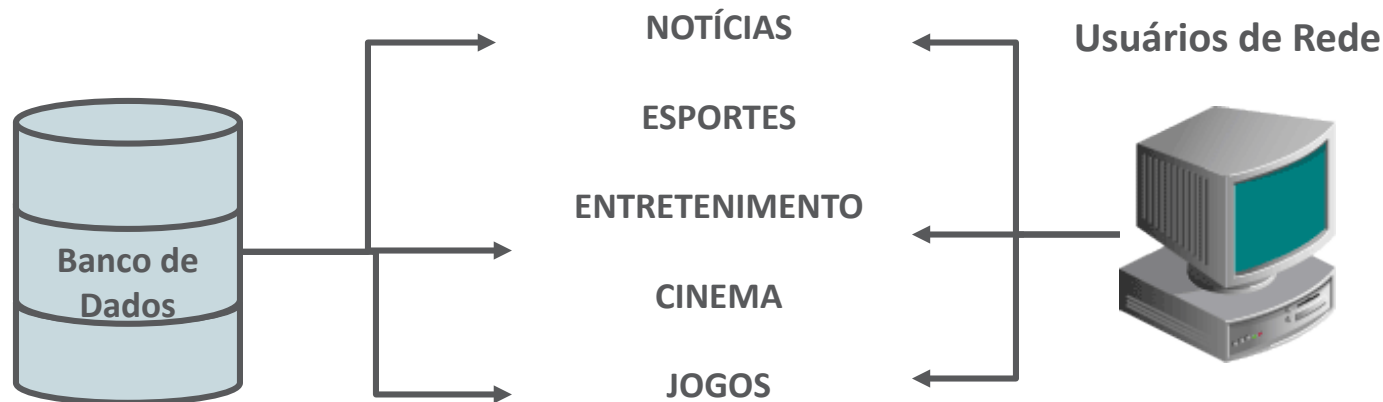 NOTÍCIAS
Usuários de Rede
ESPORTES
ENTRETENIMENTO
Banco de
Dados
CINEMA
JOGOS